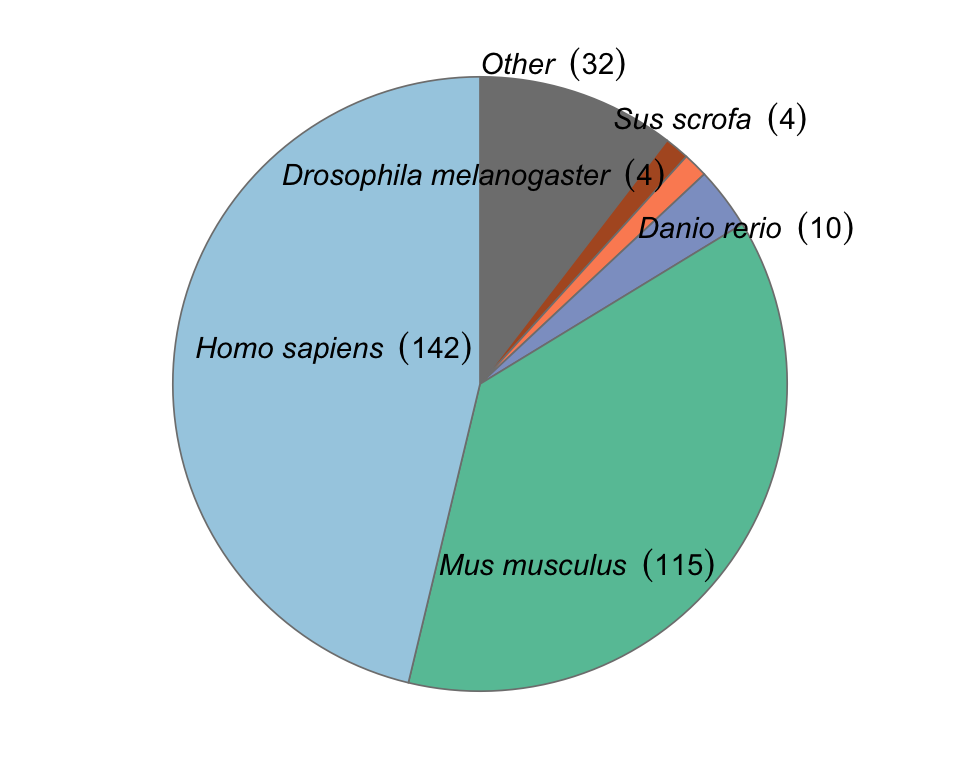 Other (32)
Sus scrofa (4)
Drosophila melanogaster (4)
Danio rerio (10)
Homo sapiens (142)
Mus musculus (115)